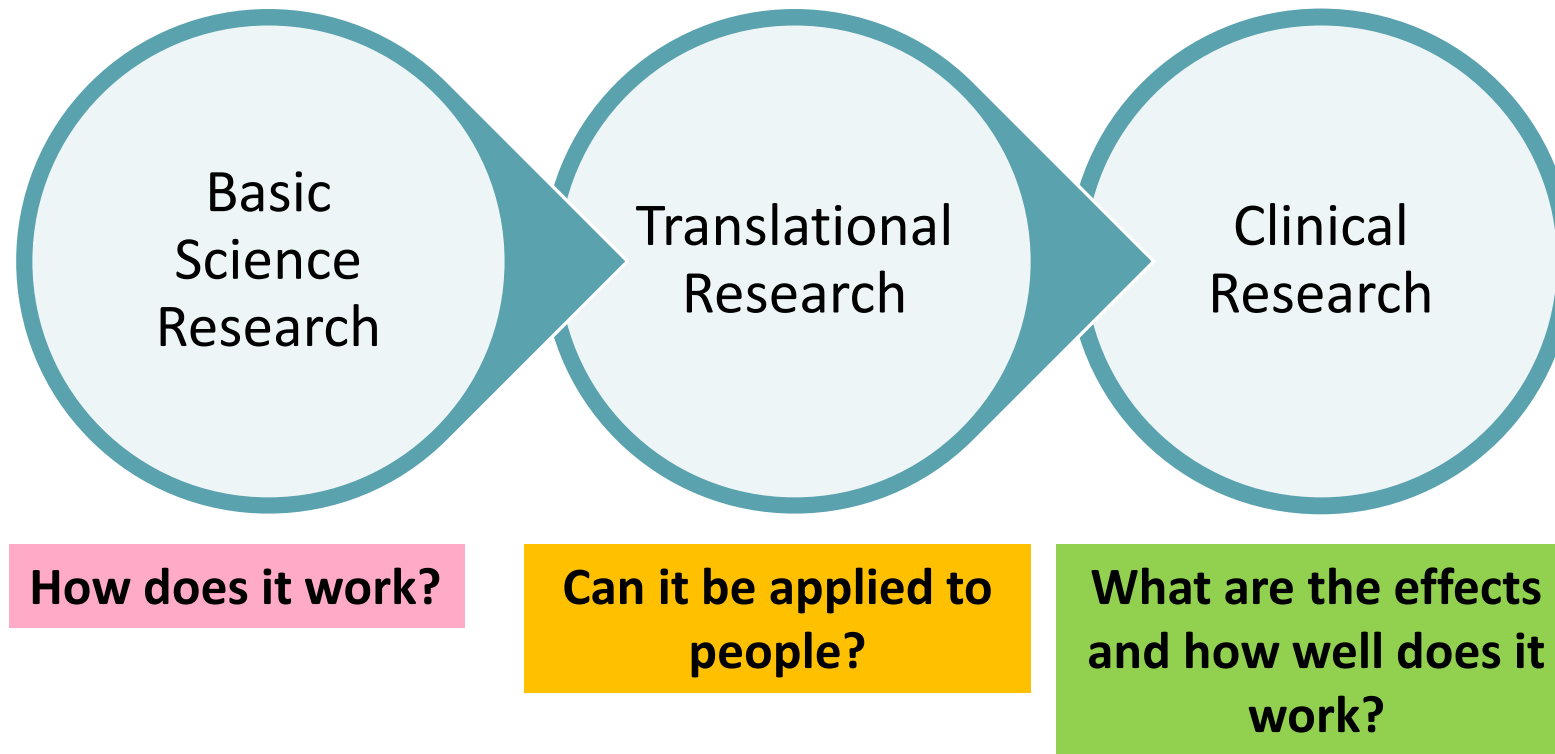 Basic
Science
Research
Translational
Research
Clinical
Research
How does it work?
Can it be applied to
people?
What are the effects
and how well does it
work?